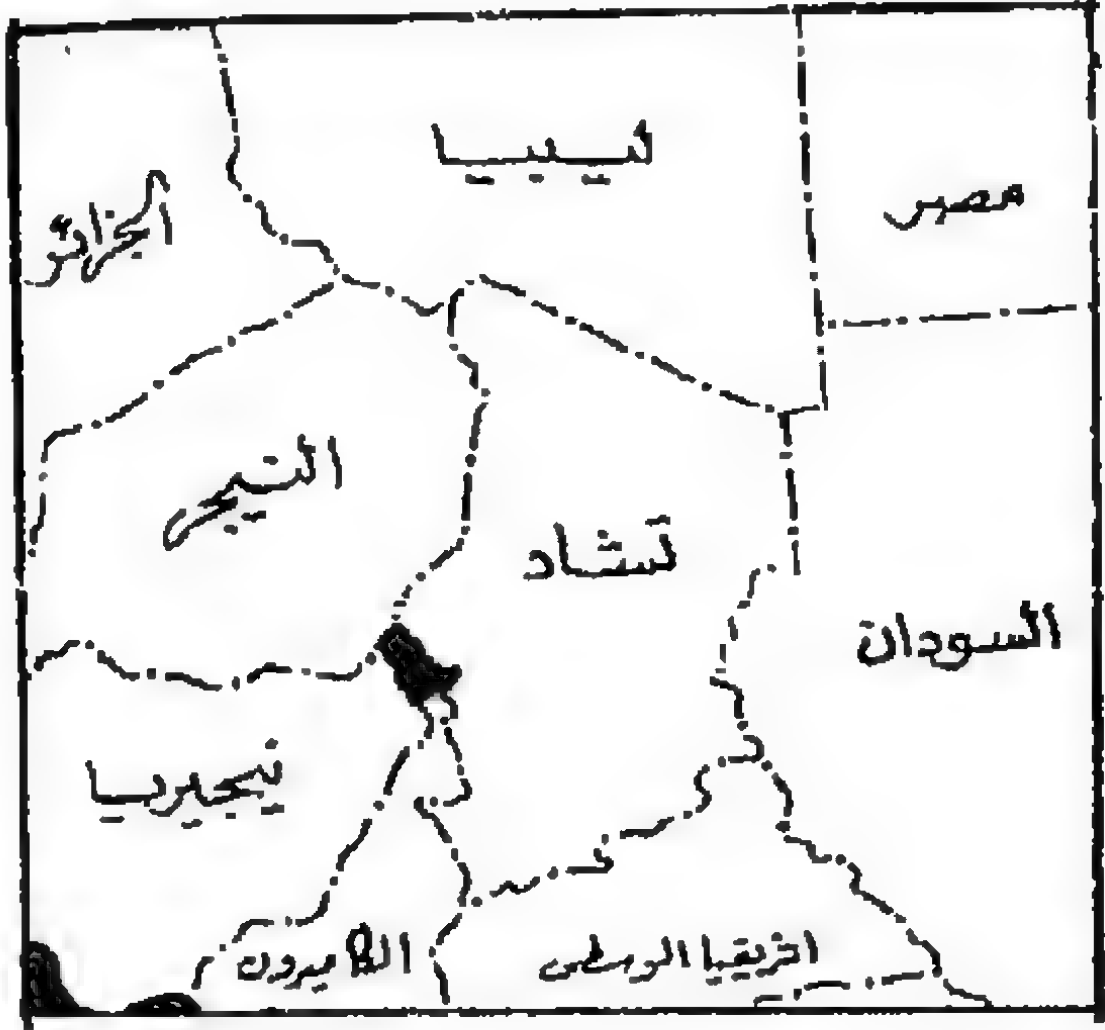 ليبيا
مصر
الجزائر
النيجر
تشاد
السودان
نيجيريا
الكاميرون
افريقيا الوسطى